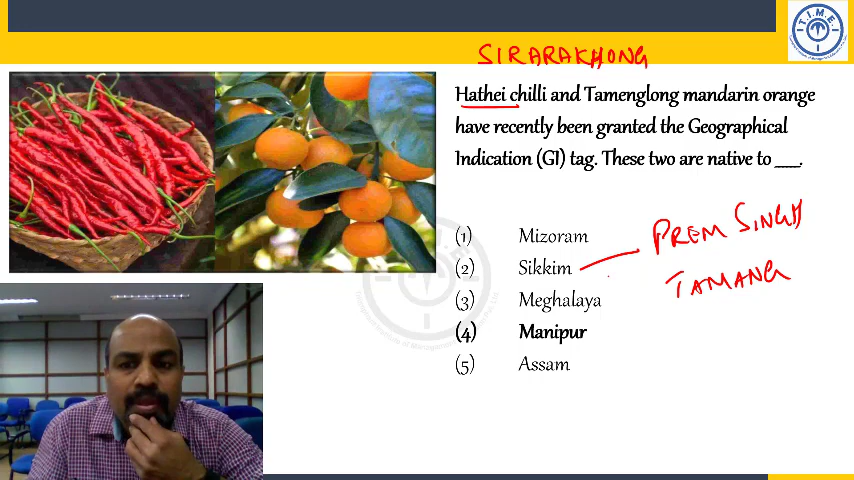 T.I.M.E.
SIRARAKHONG
Hathei chilli and Tamenglong mandarin orange
have recently been granted the Geographical
Indication (GI) tag. These two are native to ___.
(1) Mizoram
(2) Sikkim
(3) Meghalaya
(4) Manipur
(5) Assam
PREM SINGH
TAMANG